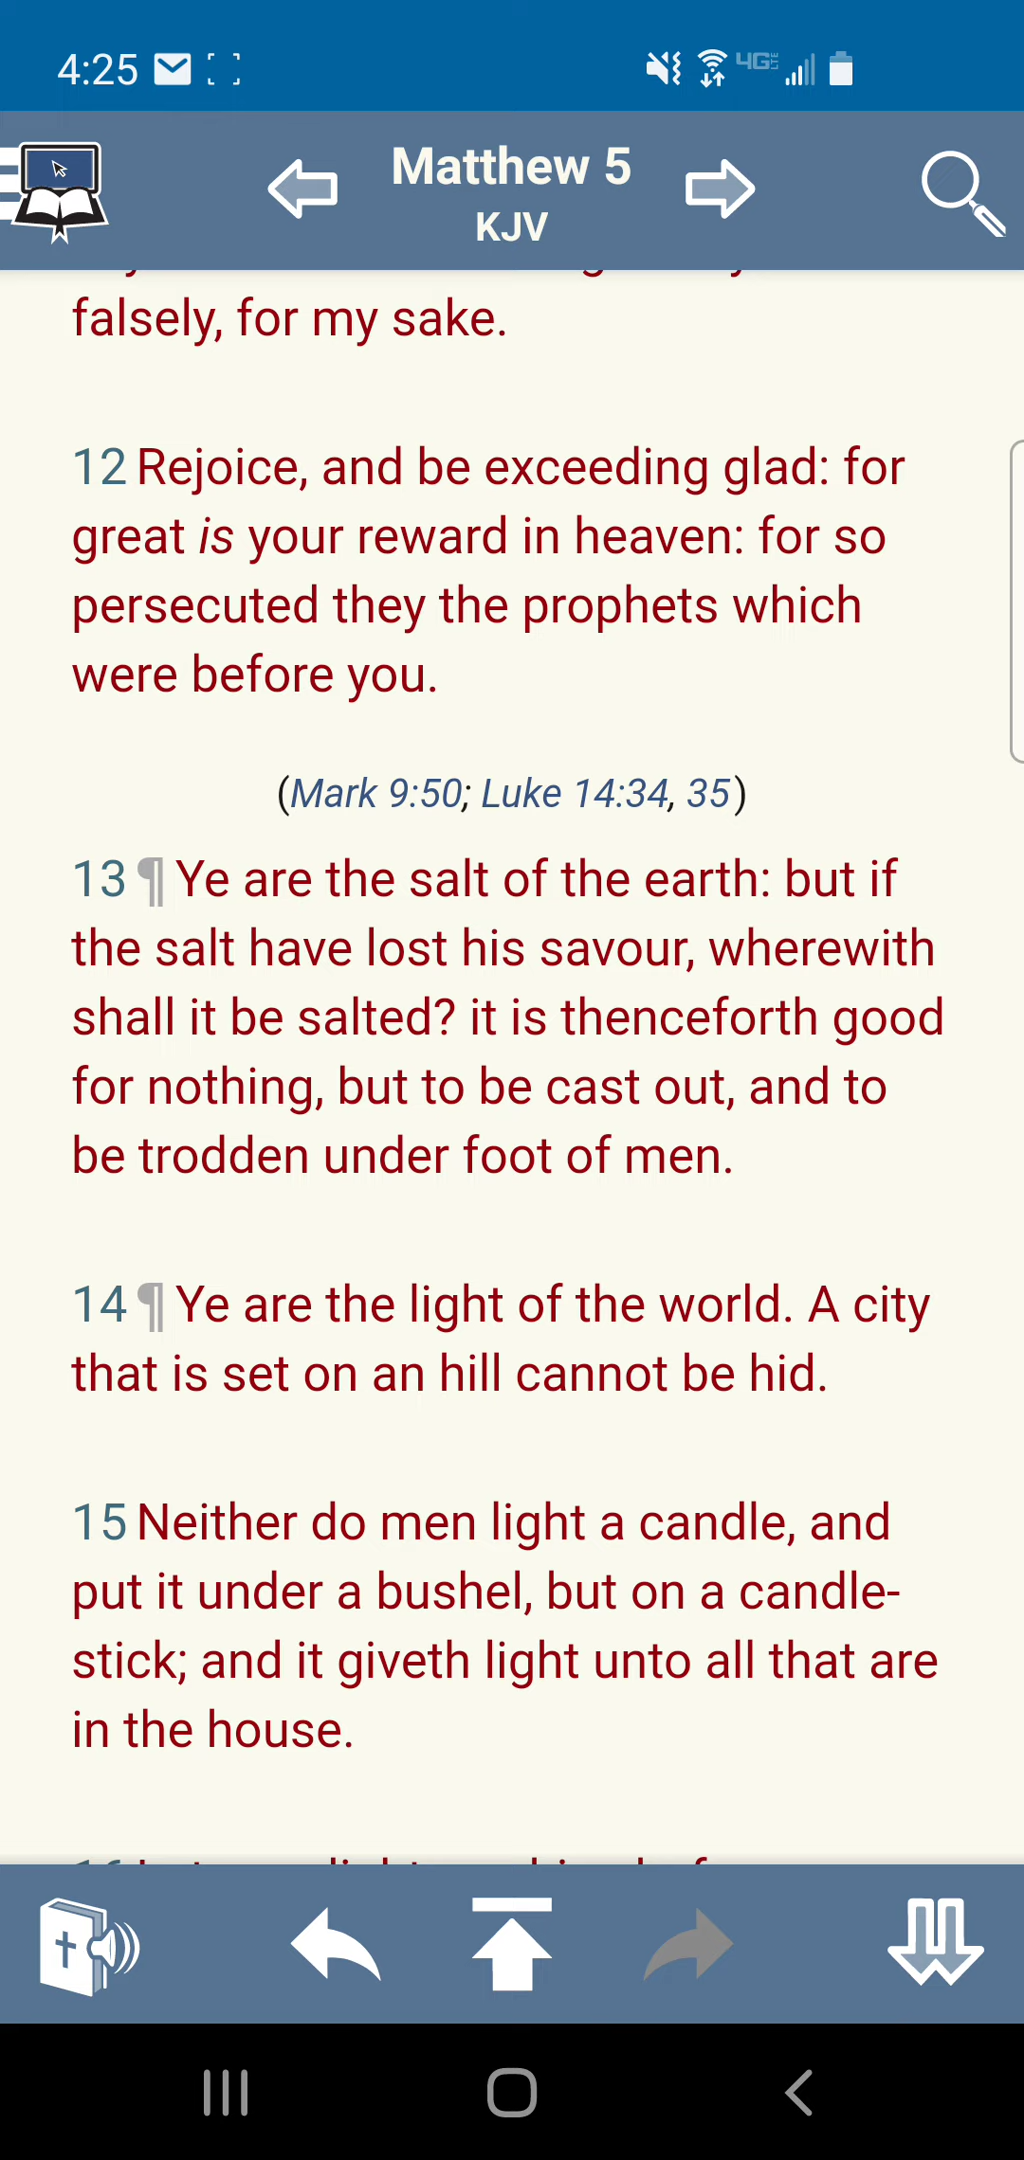 4:25
4G LTE
Matthew 5
KJV
falsely, for my sake.
12 Rejoice, and be exceeding glad: for
great is your reward in heaven: for so
persecuted they the prophets which
were before you.
(Mark 9:50; Luke 14:34, 35)
13 ¶ Ye are the salt of the earth: but if
the salt have lost his savour, wherewith
shall it be salted? it is thenceforth good
for nothing, but to be cast out, and to
be trodden under foot of men.
14 ¶ Ye are the light of the world. A city
that is set on an hill cannot be hid.
15 Neither do men light a candle, and
put it under a bushel, but on a candle-
stick; and it giveth light unto all that are
in the house.